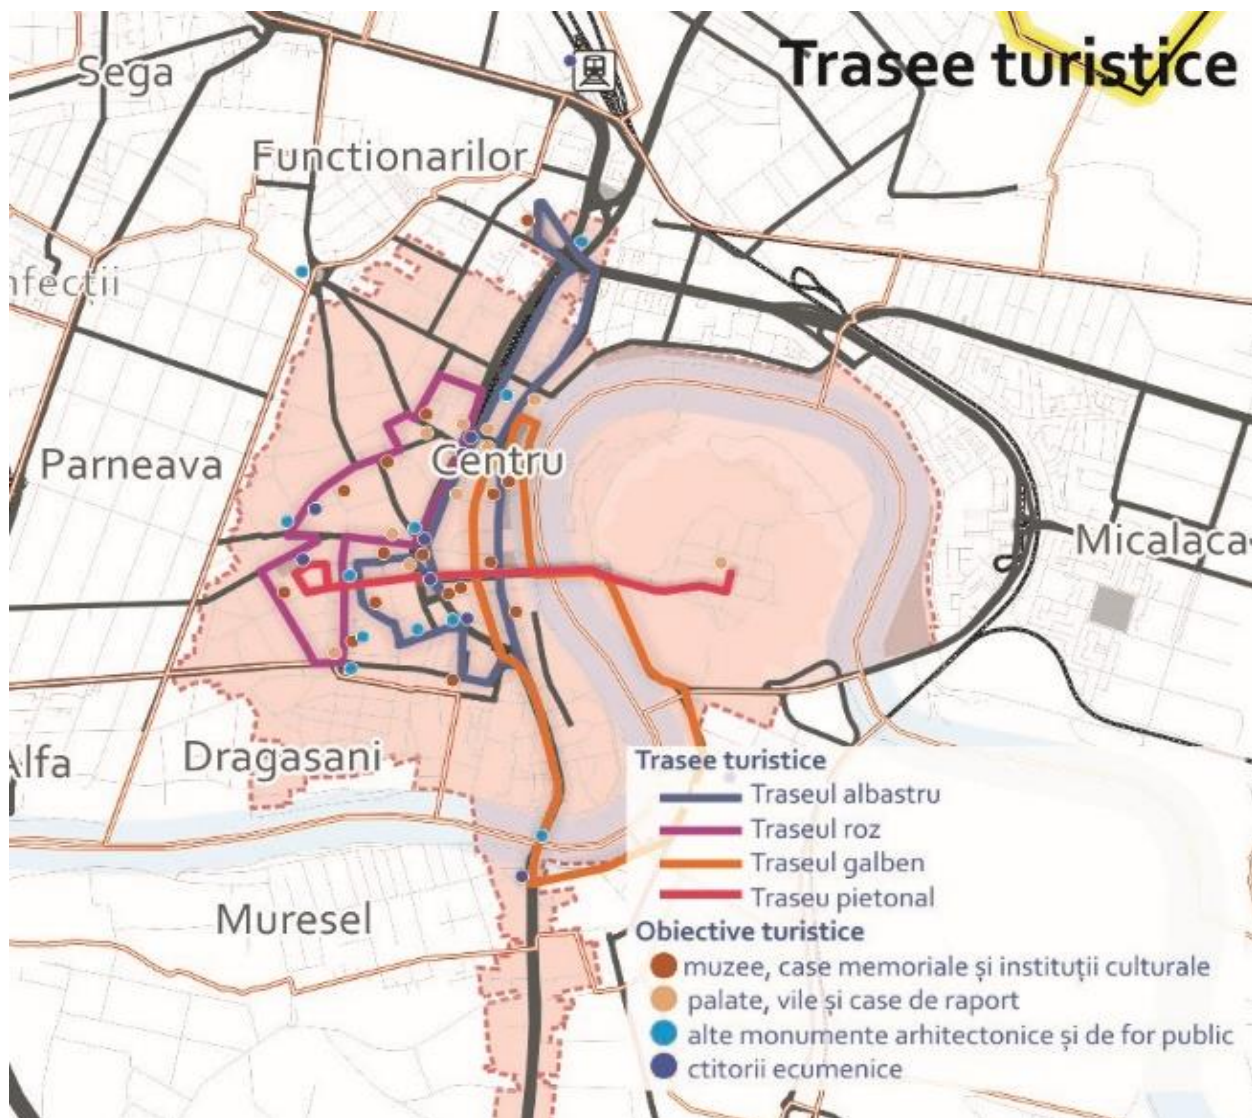 Trasee turistice
Sega
Functionarilor
nfectii
Parneava
Centru
Micalaca
Alfa
Dragasani
Muresel
Trasee turistice
Traseul albastru
Traseul roz
Traseul galben
Traseu pietonal
Obiective turistice
muzee, case memoriale și instituții culturale
palate, vile și case de raport
alte monumente arhitectonice și de for public
ctitorii ecumenice